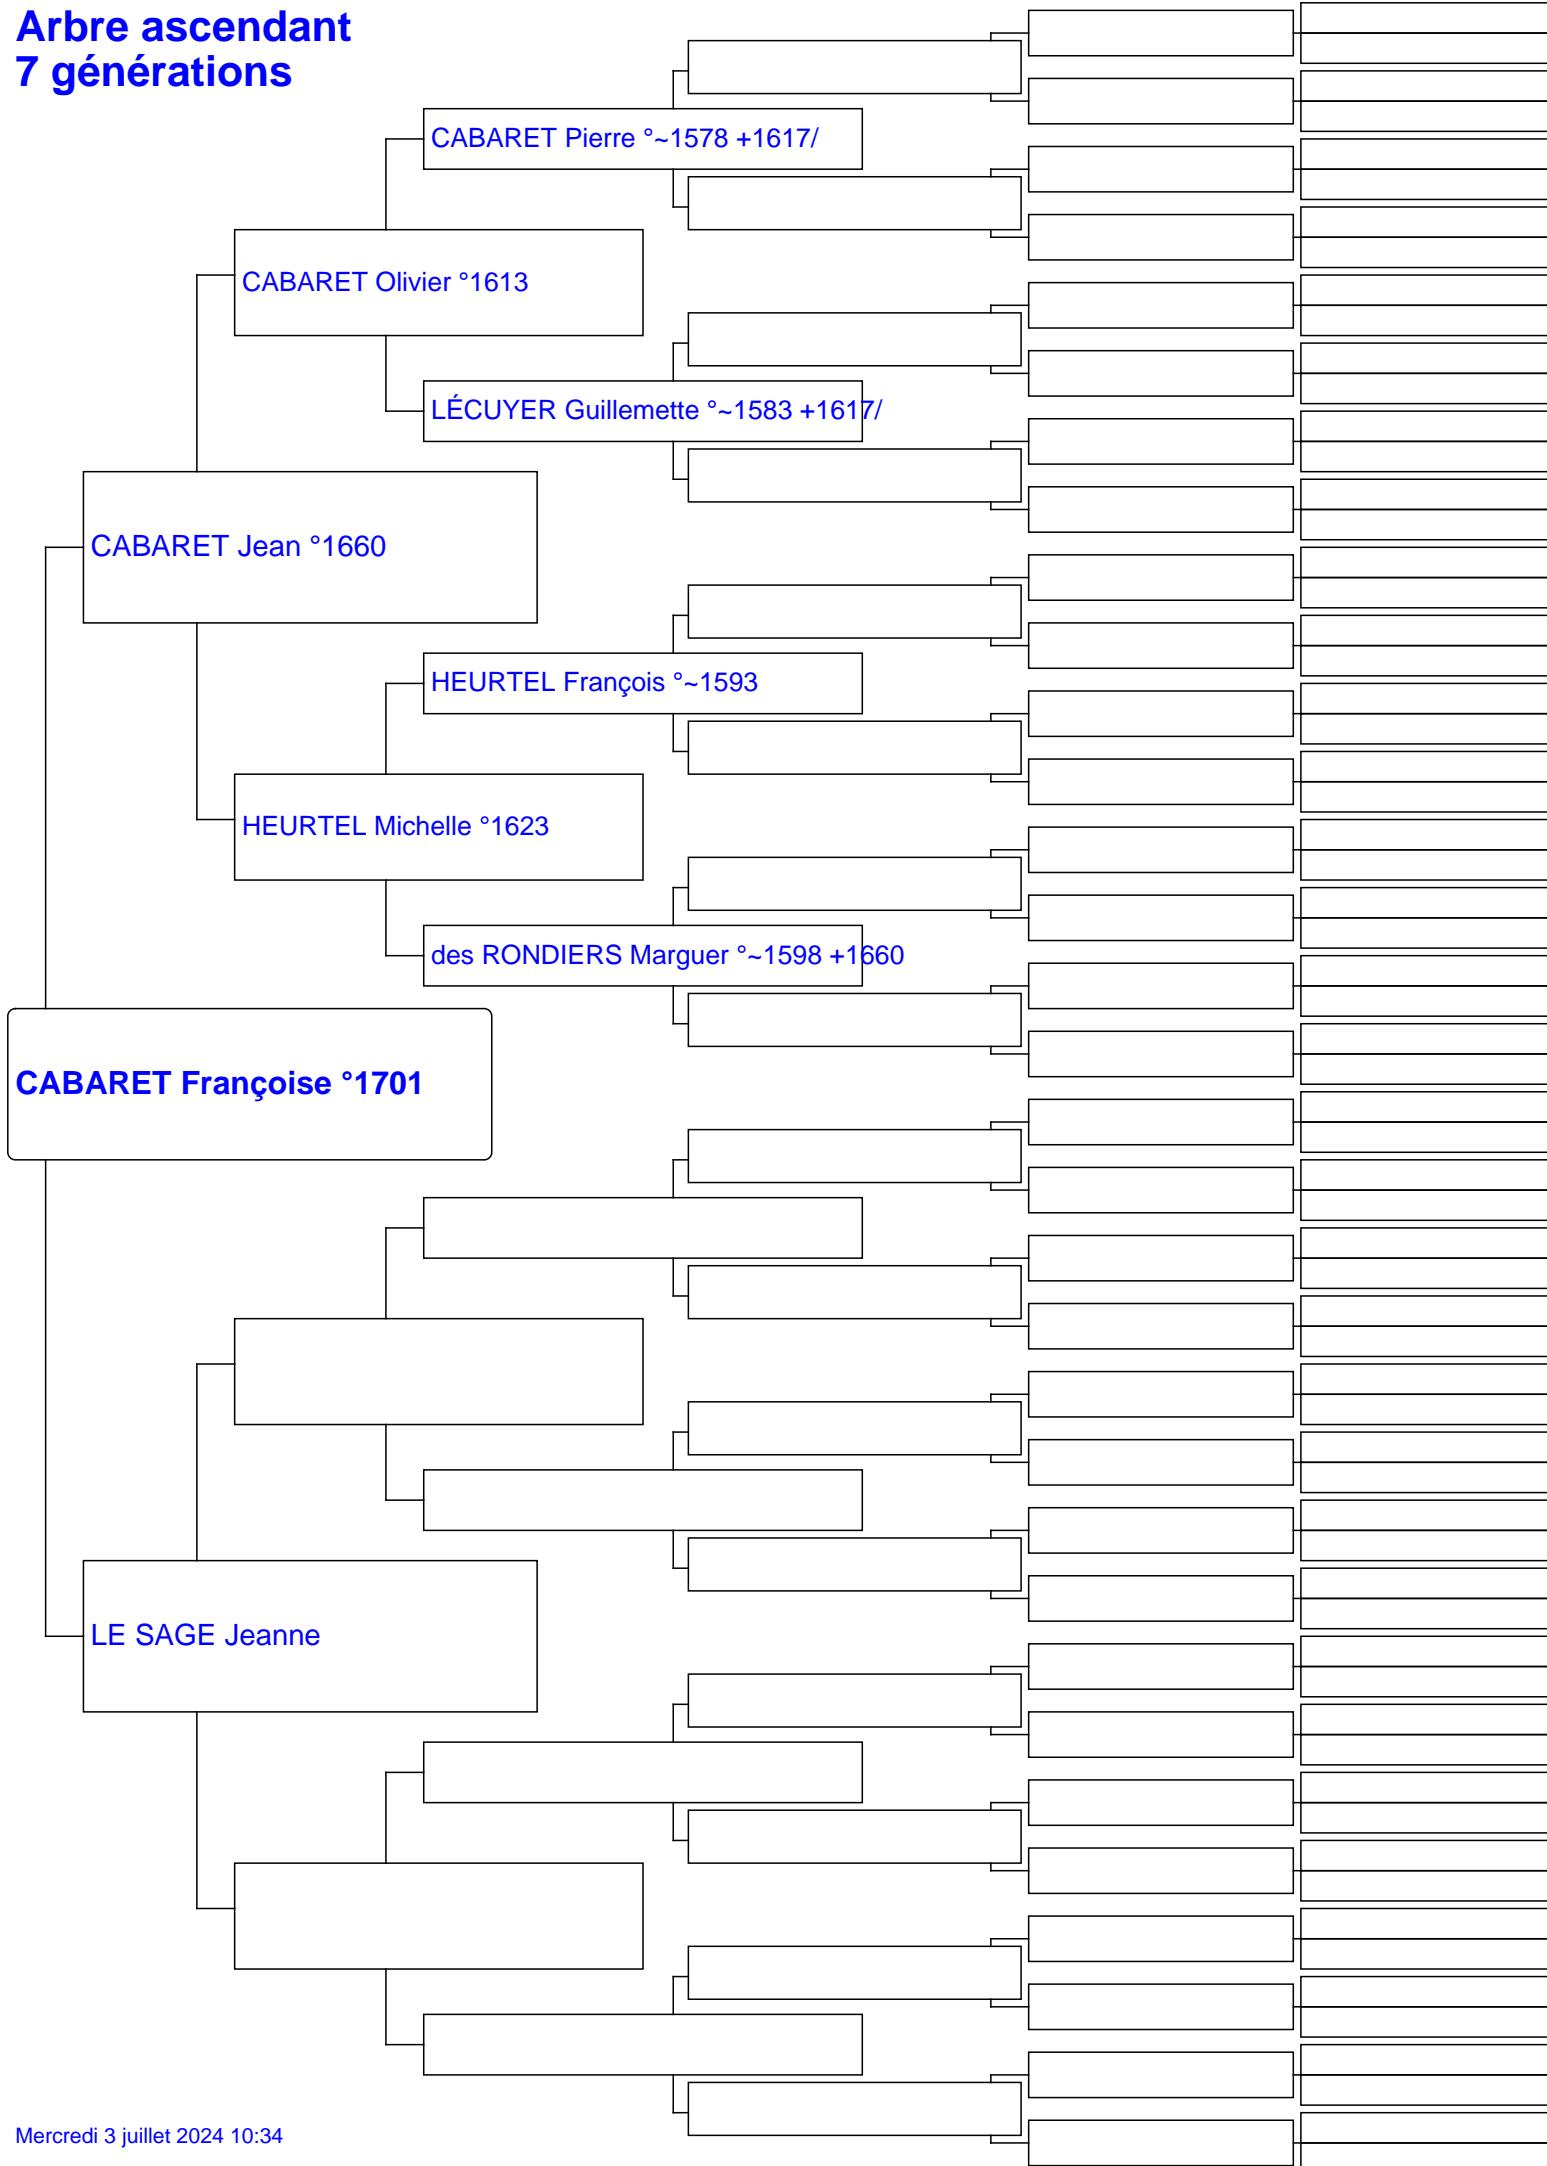 Arbre ascendant
7 générations
CABARET Pierre °~1578 +1617/
CABARET Olivier °1613
LÉCUYER Guillemette °~1583 +1617/
CABARET Jean °1660
HEURTEL François °~1593
HEURTEL Michelle °1623
des RONDIERS Marguer °~1598 +1660
CABARET Françoise °1701
LE SAGE Jeanne
Mercredi 3 juillet 2024 10:34